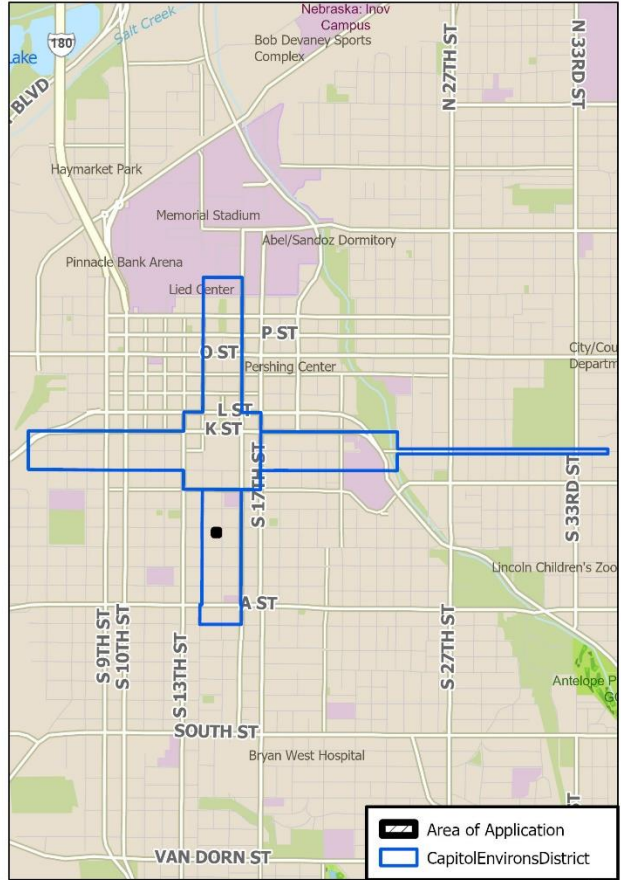 Nebraska: Inov
Campus
Salt Creek
180
Bob Devaney Sports
Complex
Lake
BLVD
N 27TH ST
N 33RD ST
Haymarket Park
Memorial Stadium
Abel/Sandoz Dormitory
Pinnacle Bank Arena
Lied Center
P ST
O ST
City/Cou
Departm
Pershing Center
L ST
K ST
S 17TH ST
S 33RD ST
Lincoln Children's Zoo
A ST
S 9TH ST
S 10TH ST
S 13TH ST
S 27TH ST
Antelope P
SOUTH ST
Bryan West Hospital
ST
VAN DORN ST
Area of Application
CapitolEnvironsDistrict